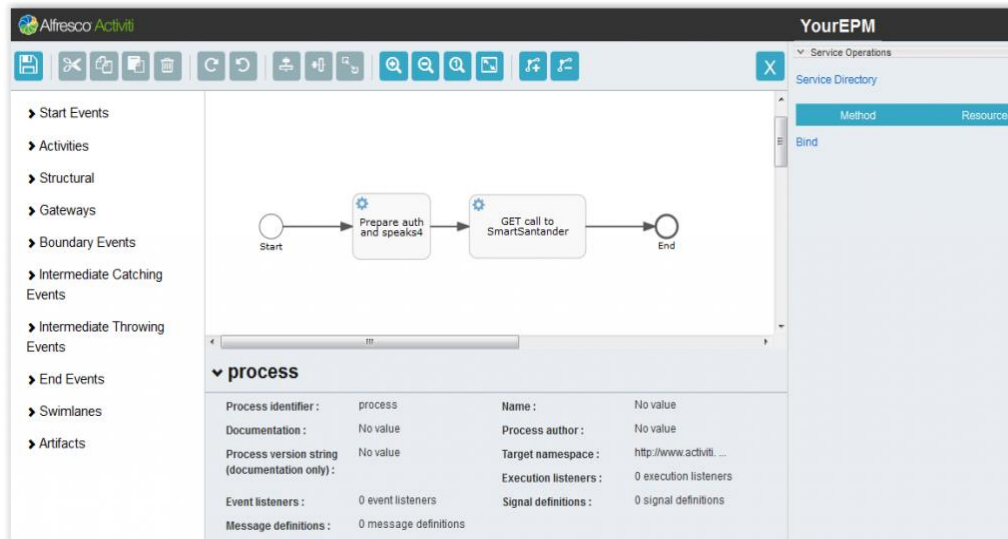 Alfresco Activiti
YourEPM
Service Operations
Service Directory
Method Resource
Bind
X
Start Events
Activities
Structural
Gateways
Boundary Events
Intermediate Catching
Events
Intermediate Throwing
Events
End Events
Swimlanes
Artifacts
Start
Prepare auth
and speaks4
GET call to
SmartSantander
End
process
Process identifier : process
Name : No value
Documentation : No value
Process author : No value
Process version string
(documentation only) : No value
Target namespace : http://www.activiti. ...
Execution listeners : 0 execution listeners
Event listeners : 0 event listeners
Signal definitions : 0 signal definitions
Message definitions : 0 message definitions